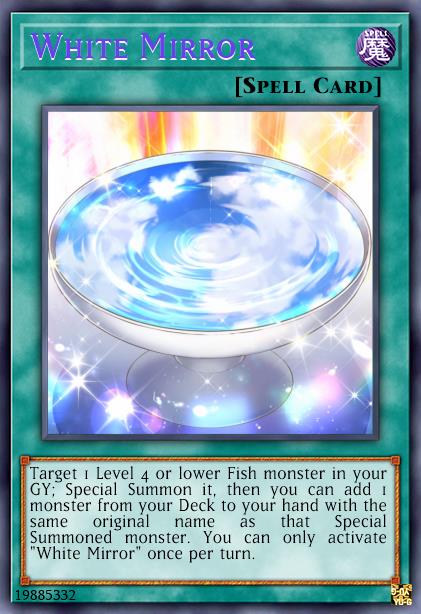 White Mirror
SPELL
魔
[Spell Card]
Target 1 Level 4 or lower Fish monster in your
GY; Special Summon it, then you can add 1
monster from your Deck to your hand with the
same original name as that Special
Summoned monster. You can only activate
"White Mirror" once per turn.
19885332